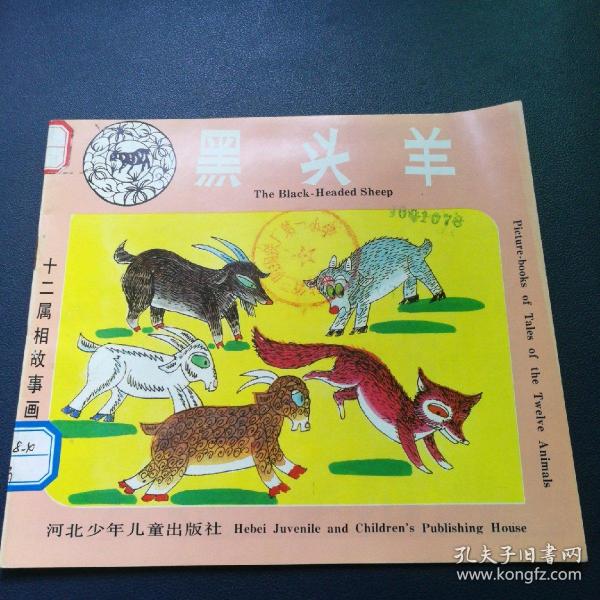 黑头羊
The Black-Headed Sheep
十二属相故事画
Picture-books of Tales of the Twelve Animals
河北少年儿童出版社 Hebei Juvenile and Children's Publishing House
孔夫子旧书网
www.kongfz.com